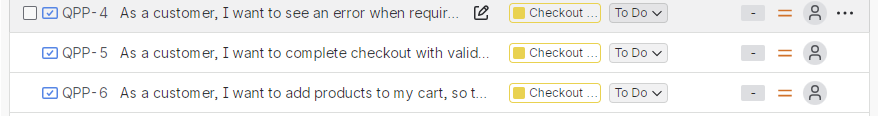 QPP-4 As a customer, I want to see an error when requir... Checkout ... To Do -
QPP-5 As a customer, I want to complete checkout with valid... Checkout ... To Do -
QPP-6 As a customer, I want to add products to my cart, so t... Checkout ... To Do -